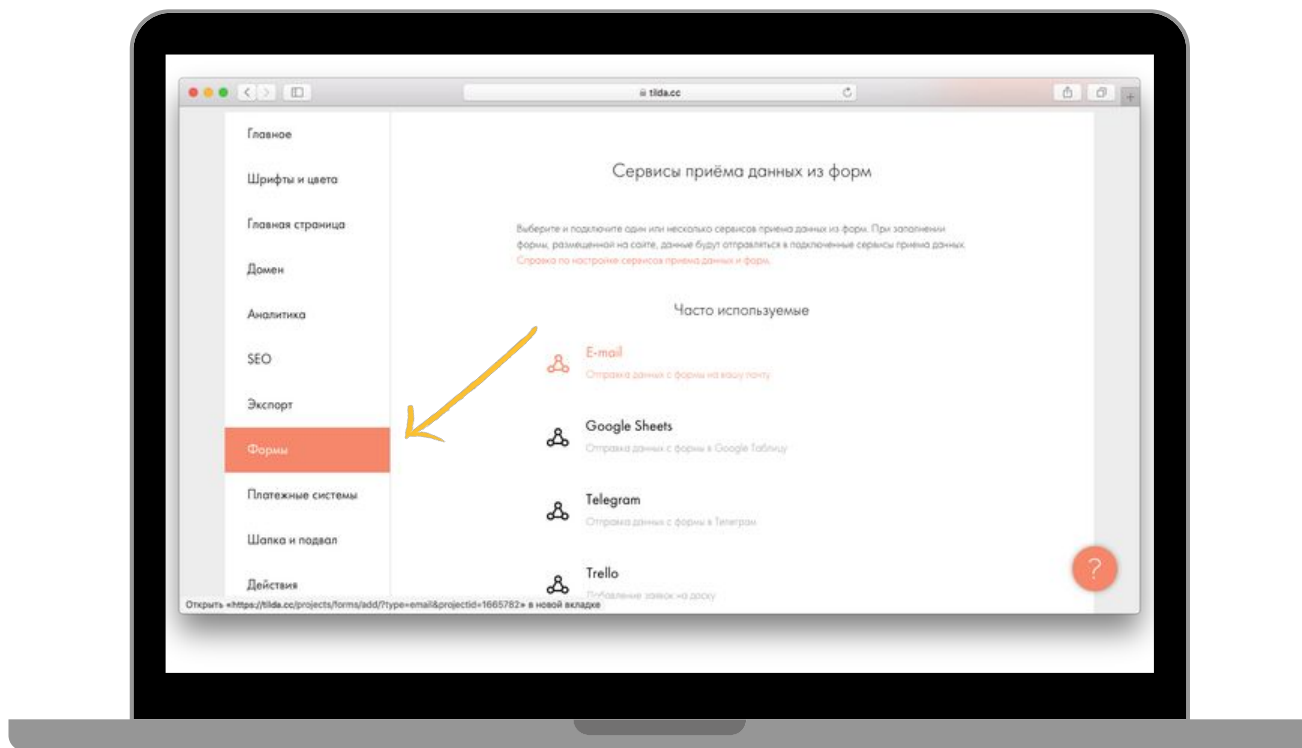 tilda.cc
Главное
Шрифты и цвета
Главная страница
Домен
Аналитика
SEO
Экспорт
Формы
Платежные системы
Шапка и подвал
Действия
Сервисы приёма данных из форм
Выберите и подключите один или несколько сервисов приема данных из форм. При заполнении
формы, размещенной на сайте, данные будут отправляться в подключенные сервисы приема данных.
Справка по настройке сервисов приема данных и форм.
Часто используемые
E-mail
Отправка данных с формы на вашу почту
Google Sheets
Отправка данных с формы в Google Таблицу
Telegram
Отправка данных с формы в Телеграм
Trello
Добавление заявок на доску
?
Открыть «https://tilda.cc/projects/forms/add/?type=email&projectid=1665782» в новой вкладке